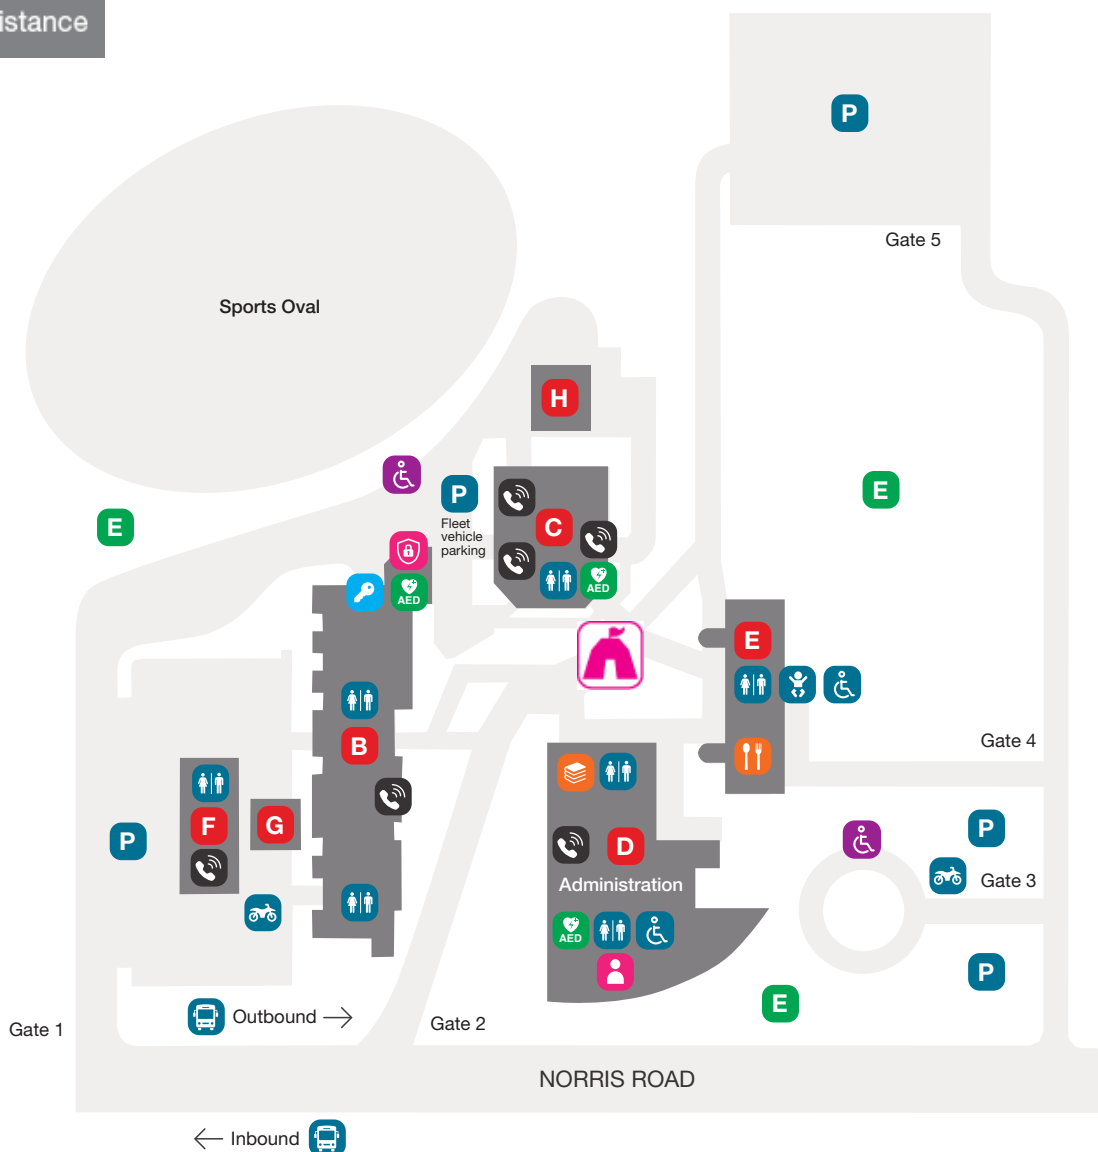 istance
P
Gate 5
Sports Oval
H
P
Fleet
vehicle
parking
E
C
E
AED
AED
E
B
Gate 4
F
G
P
D
P
Administration
Gate 3
AED
P
E
Outbound
Gate 2
Gate 1
NORRIS ROAD
Inbound